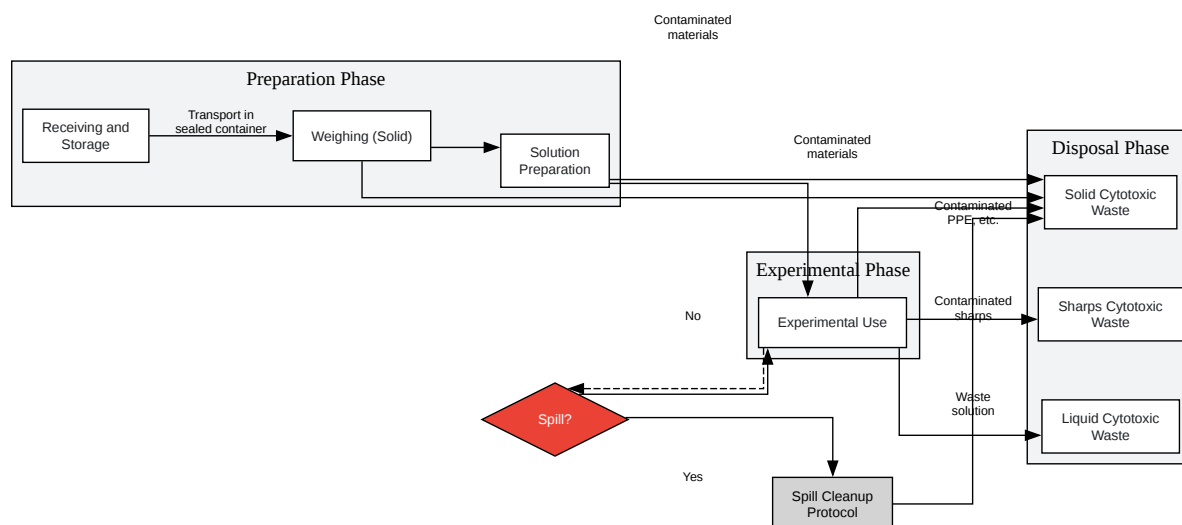 Contaminated
materials
Preparation Phase
Receiving and
Storage
Transport in
sealed container
Weighing (Solid)
Solution
Preparation
Contaminated
materials
Disposal Phase
Solid Cytotoxic
Waste
Contaminated
PPE, etc.
Experimental Phase
Experimental Use
Contaminated
sharps
Sharps Cytotoxic
Waste
No
Spill?
Waste
solution
Liquid Cytotoxic
Waste
Yes
Spill Cleanup
Protocol